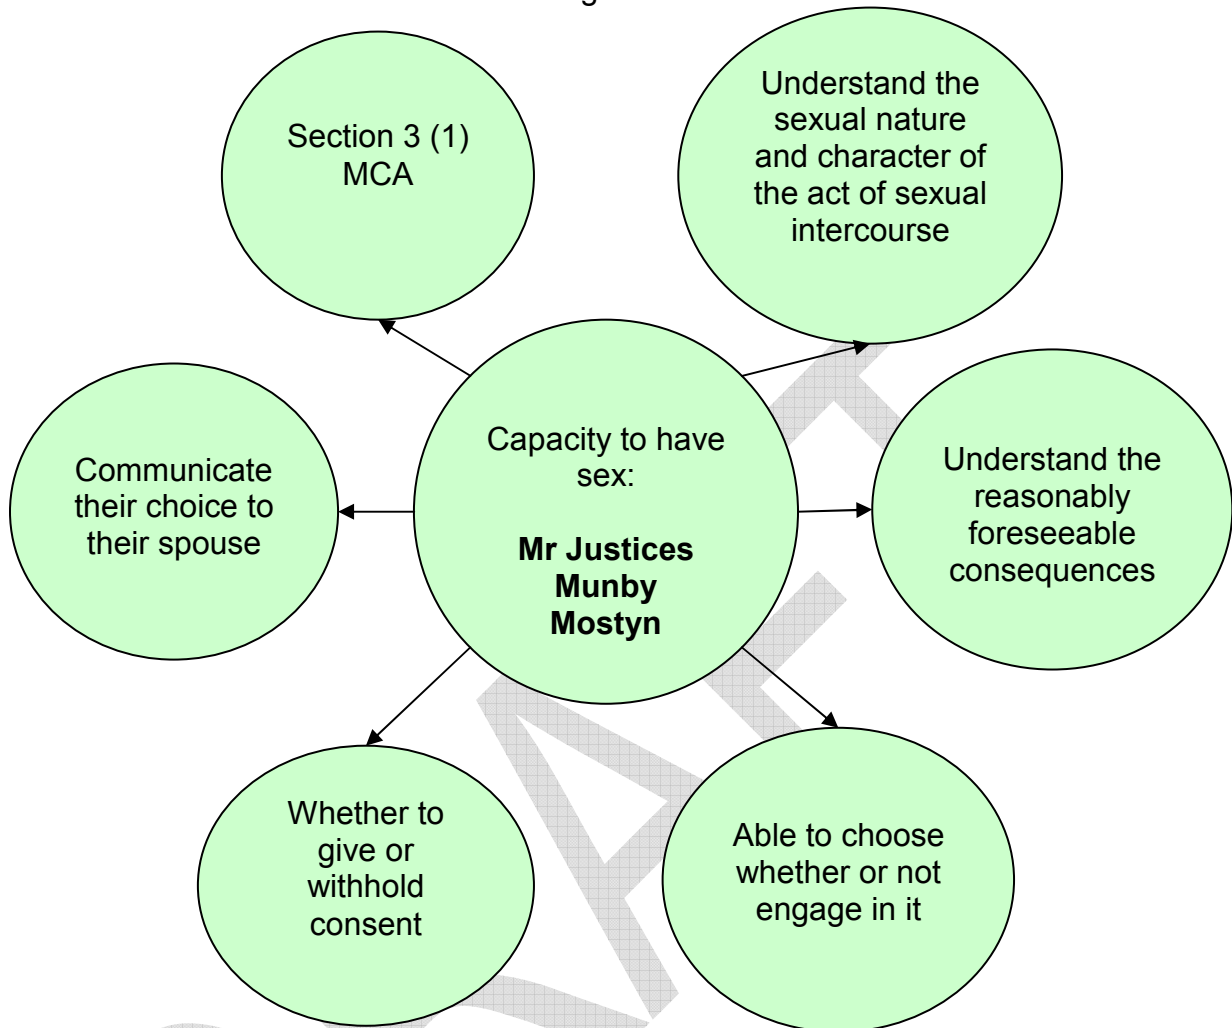 Section 3 (1)
MCA
Understand the
sexual nature
and character of
the act of sexual
intercourse
Communicate
their choice to
their spouse
Capacity to have
sex:
Mr Justices
Munby
Mostyn
Understand the
reasonably
foreseeable
consequences
Whether to
give or
withhold
consent
Able to choose
whether or not
engage in it